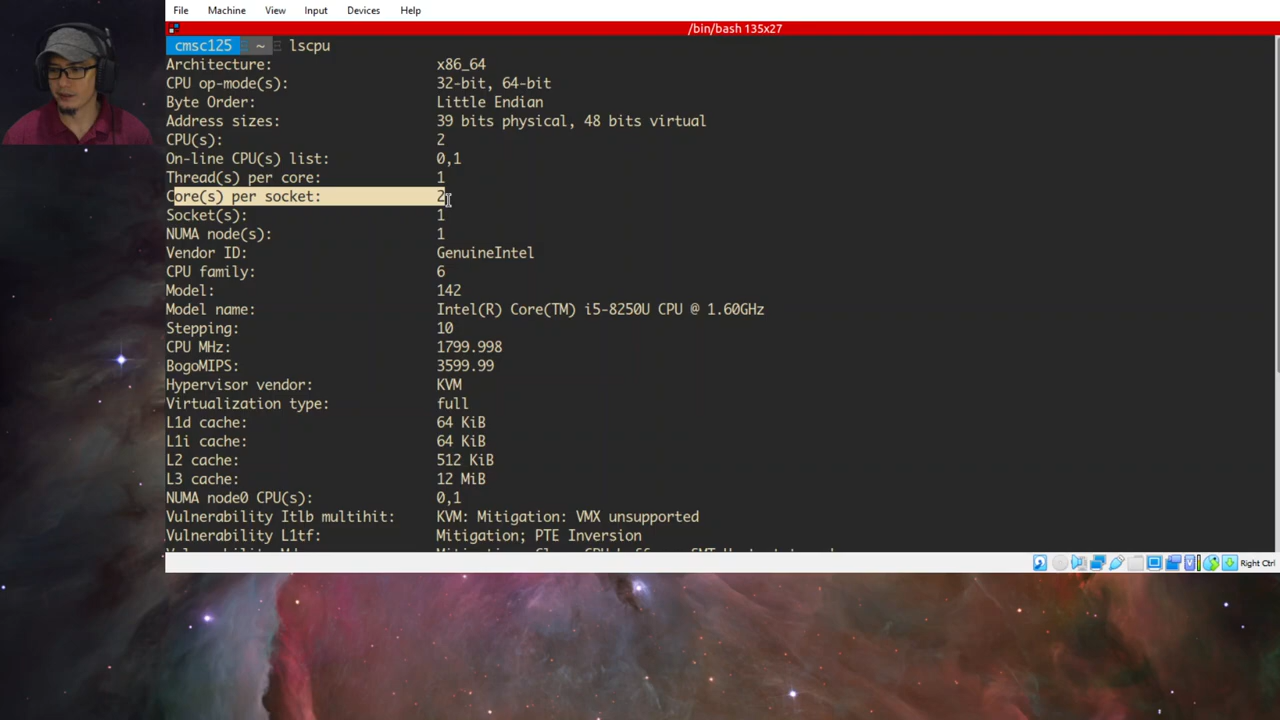 File Machine View Input Devices Help
/bin/bash 135x27
cmsc125 ~ lscpu
Architecture: x86_64
CPU op-mode(s): 32-bit, 64-bit
Byte Order: Little Endian
Address sizes: 39 bits physical, 48 bits virtual
CPU(s): 2
On-line CPU(s) list: 0,1
Thread(s) per core: 1
Core(s) per socket: 2
Socket(s): 1
NUMA node(s): 1
Vendor ID: GenuineIntel
CPU family: 6
Model: 142
Model name: Intel(R) Core(TM) i5-8250U CPU @ 1.60GHz
Stepping: 10
CPU MHz: 1799.998
BogoMIPS: 3599.99
Hypervisor vendor: KVM
Virtualization type: full
L1d cache: 64 KiB
L1i cache: 64 KiB
L2 cache: 512 KiB
L3 cache: 12 MiB
NUMA node0 CPU(s): 0,1
Vulnerability Itlb multihit: KVM: Mitigation: VMX unsupported
Vulnerability L1tf: Mitigation; PTE Inversion
Right Ctrl